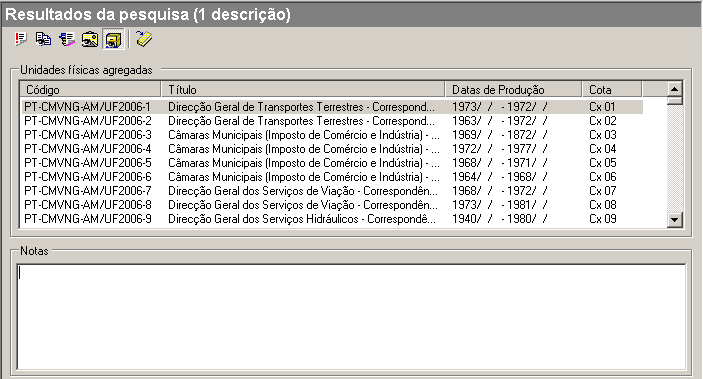 Resultados da pesquisa (1 descrição)
Unidades físicas agregadas
Código Título Datas de Produção Cota
PT-CMVNG-AM/UF2006-1 Direcção Geral de Transportes Terrestres - Correspond... 1973/ / - 1972/ / Cx 01
PT-CMVNG-AM/UF2006-2 Direcção Geral de Transportes Terrestres - Correspond... 1963/ / - 1972/ / Cx 02
PT-CMVNG-AM/UF2006-3 Câmaras Municipais (Imposto de Comércio e Indústria) - ... 1969/ / - 1872/ / Cx 03
PT-CMVNG-AM/UF2006-4 Câmaras Municipais (Imposto de Comércio e Indústria) - ... 1972/ / - 1977/ / Cx 04
PT-CMVNG-AM/UF2006-5 Câmaras Municipais (Imposto de Comércio e Indústria) - ... 1968/ / - 1971/ / Cx 05
PT-CMVNG-AM/UF2006-6 Câmaras Municipais (Imposto de Comércio e Indústria) - ... 1964/ / - 1968/ / Cx 06
PT-CMVNG-AM/UF2006-7 Direcção Geral dos Serviços de Viação - Correspondên... 1968/ / - 1972/ / Cx 07
PT-CMVNG-AM/UF2006-8 Direcção Geral dos Serviços de Viação - Correspondên... 1973/ / - 1981/ / Cx 08
PT-CMVNG-AM/UF2006-9 Direcção Geral dos Serviços Hidráulicos - Correspondê... 1940/ / - 1980/ / Cx 09
Notas